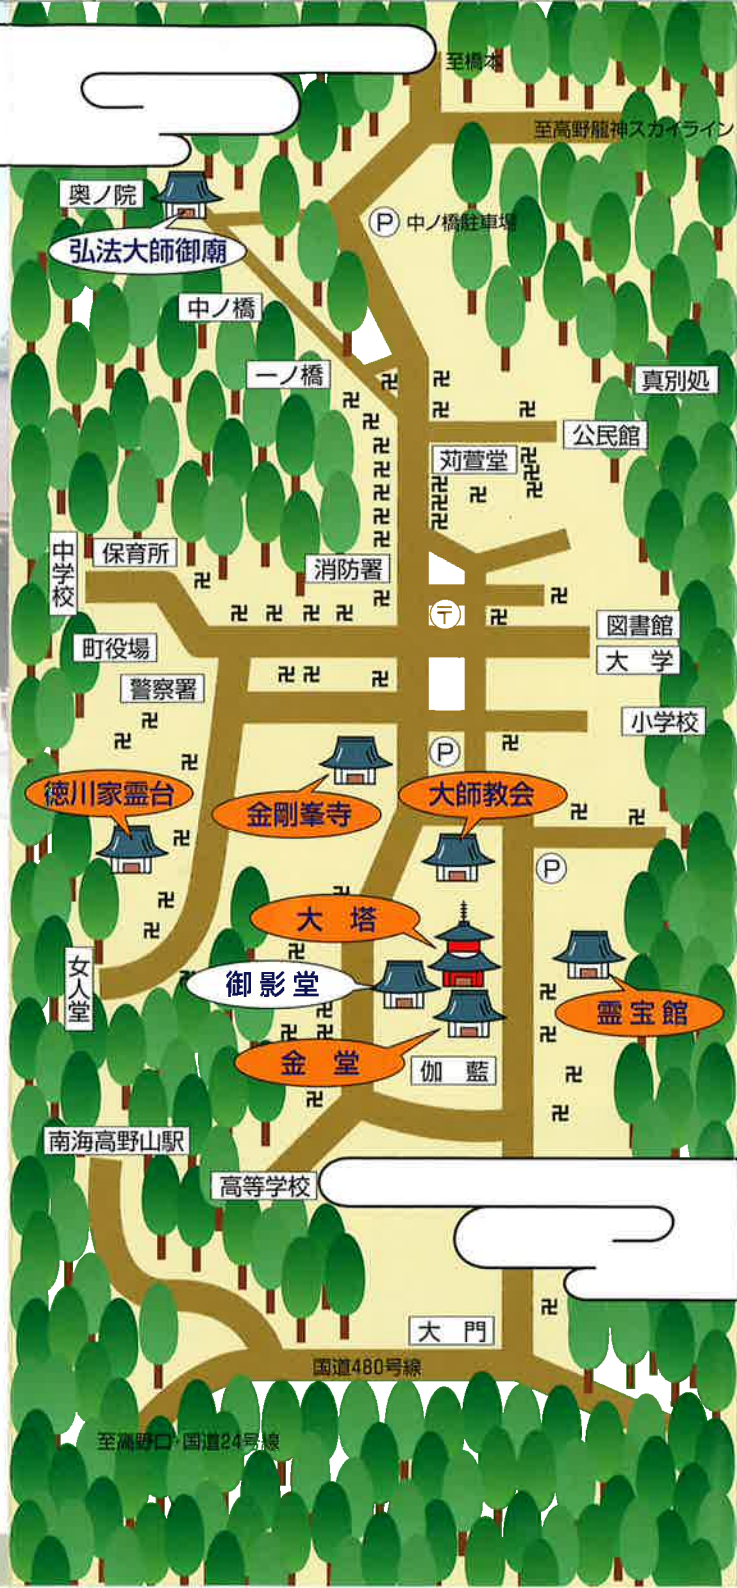 至橋本
至高野龍神スカイライン
奥ノ院
弘法大師御廟
P 中ノ橋駐車場
中ノ橋
一ノ橋
真別処
公民館
苅萱堂
中学校
保育所
消防署
〒
図書館
町役場
大 学
警察署
小学校
P
徳川家霊台
金剛峯寺
大師教会
P
大 塔
女人堂
御影堂
霊宝館
金 堂
伽 藍
南海高野山駅
高等学校
大 門
国道480号線
至高野口・国道24号線